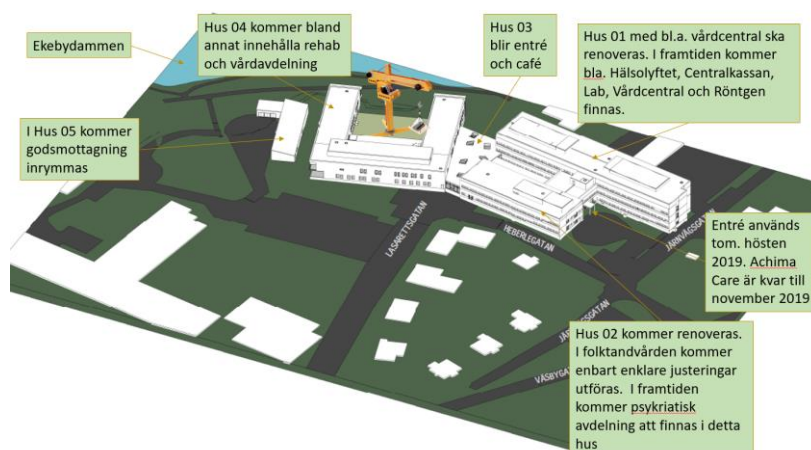 Ekebydammen
Hus 04 kommer bland
annat innehålla rehab
och vårdavdelning
Hus 03
blir entré
och café
Hus 01 med bl.a. vårdcentral ska
renoveras. I framtiden kommer
bla. Hälsolyftet, Centralkassan,
Lab, Vårdcentral och Röntgen
finnas.
I Hus 05 kommer
godsmottagning
inrymmas
LASARETTSGATAN
HEBERLEGATAN
JÄRNVÄGSGATAN
Entré används
tom. hösten
2019. Achima
Care är kvar till
november 2019
Hus 02 kommer renoveras.
I folktandvården kommer
enbart enklare justeringar
utföras.  I framtiden
kommer psykriatisk
avdelning att finnas i detta
hus